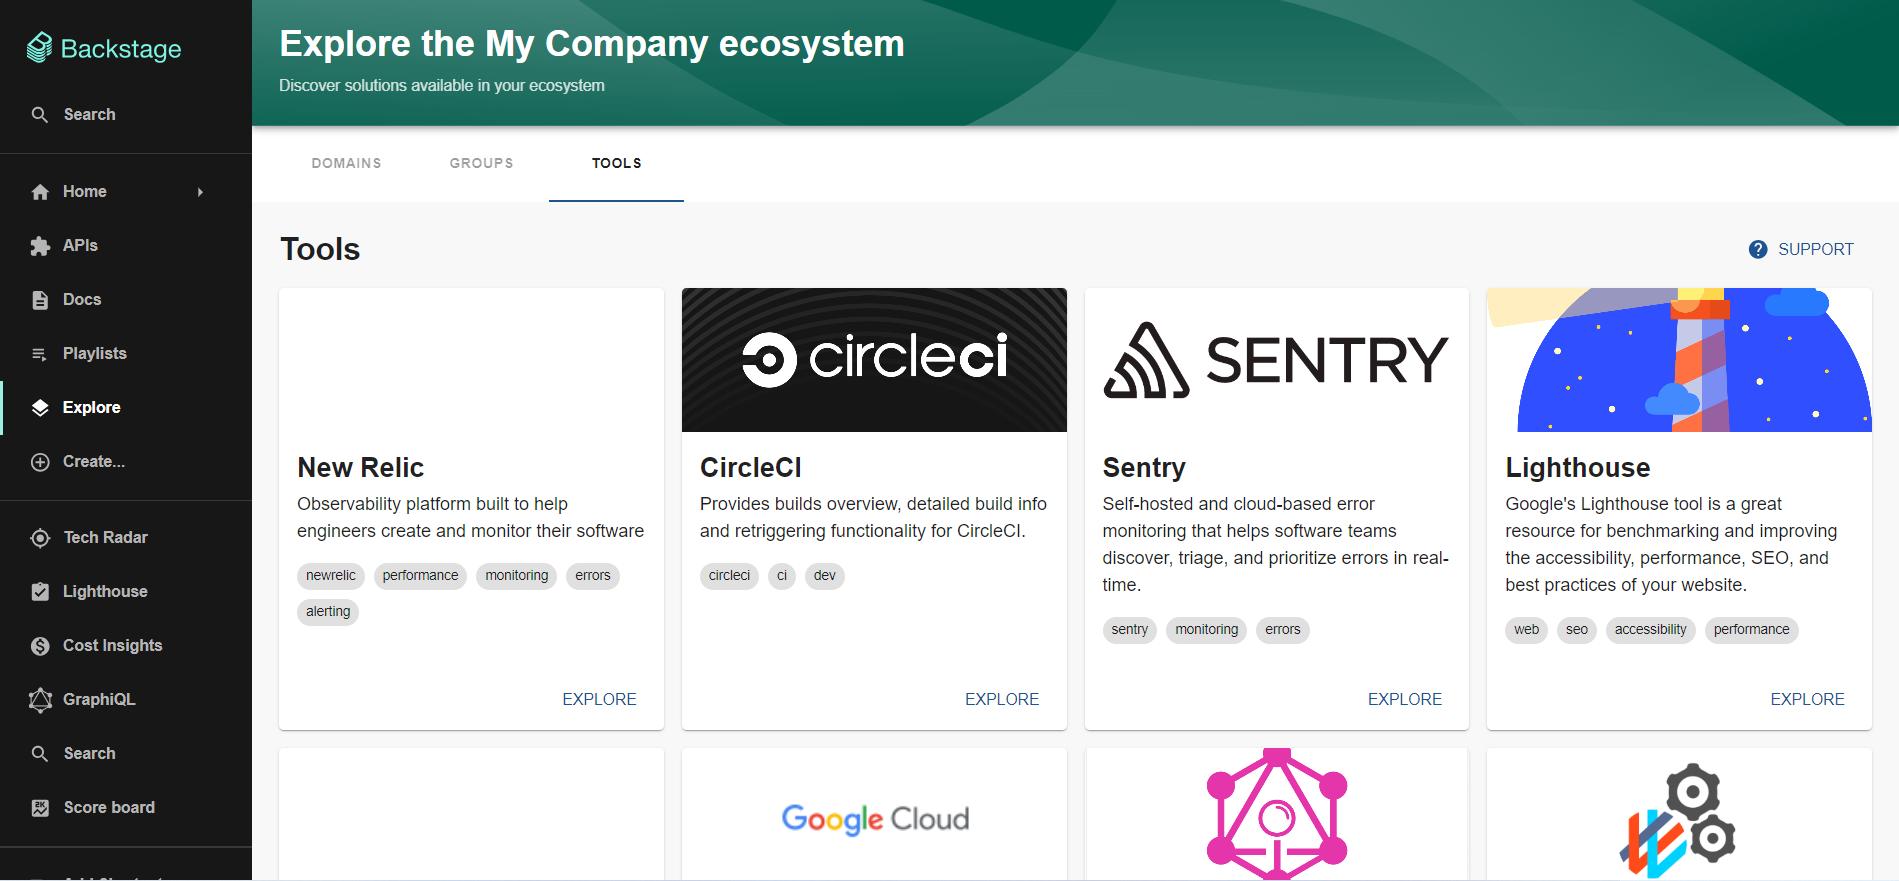 Backstage
Search
Home
APIs
Docs
Playlists
Explore
Create...
Tech Radar
Lighthouse
Cost Insights
GraphiQL
Search
Score board
Explore the My Company ecosystem
Discover solutions available in your ecosystem
DOMAINS GROUPS TOOLS
Tools
SUPPORT
New Relic
Observability platform built to help
engineers create and monitor their software
newrelic performance monitoring errors
alerting
EXPLORE
circleci
CircleCI
Provides builds overview, detailed build info
and retriggering functionality for CircleCI.
circleci ci dev
EXPLORE
SENTRY
Sentry
Self-hosted and cloud-based error
monitoring that helps software teams
discover, triage, and prioritize errors in real-
time.
sentry monitoring errors
EXPLORE
Lighthouse
Google's Lighthouse tool is a great
resource for benchmarking and improving
the accessibility, performance, SEO, and
best practices of your website.
web seo accessibility performance
EXPLORE
Google Cloud